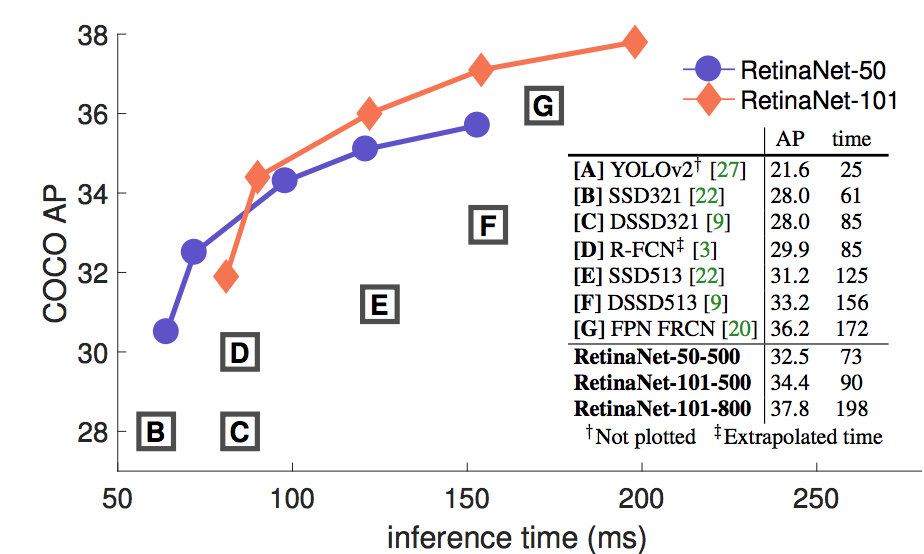 38
36
34
32
30
28
COCO AP
50
100
150
200
250
inference time (ms)
B
C
D
E
F
G
RetinaNet-50
RetinaNet-101
AP time
[A] YOLOv2† [27] 21.6 25
[B] SSD321 [22] 28.0 61
[C] DSSD321 [9] 28.0 85
[D] R-FCN‡ [3] 29.9 85
[E] SSD513 [22] 31.2 125
[F] DSSD513 [9] 33.2 156
[G] FPN FRCN [20] 36.2 172
RetinaNet-50-500 32.5 73
RetinaNet-101-500 34.4 90
RetinaNet-101-800 37.8 198
†Not plotted ‡Extrapolated time